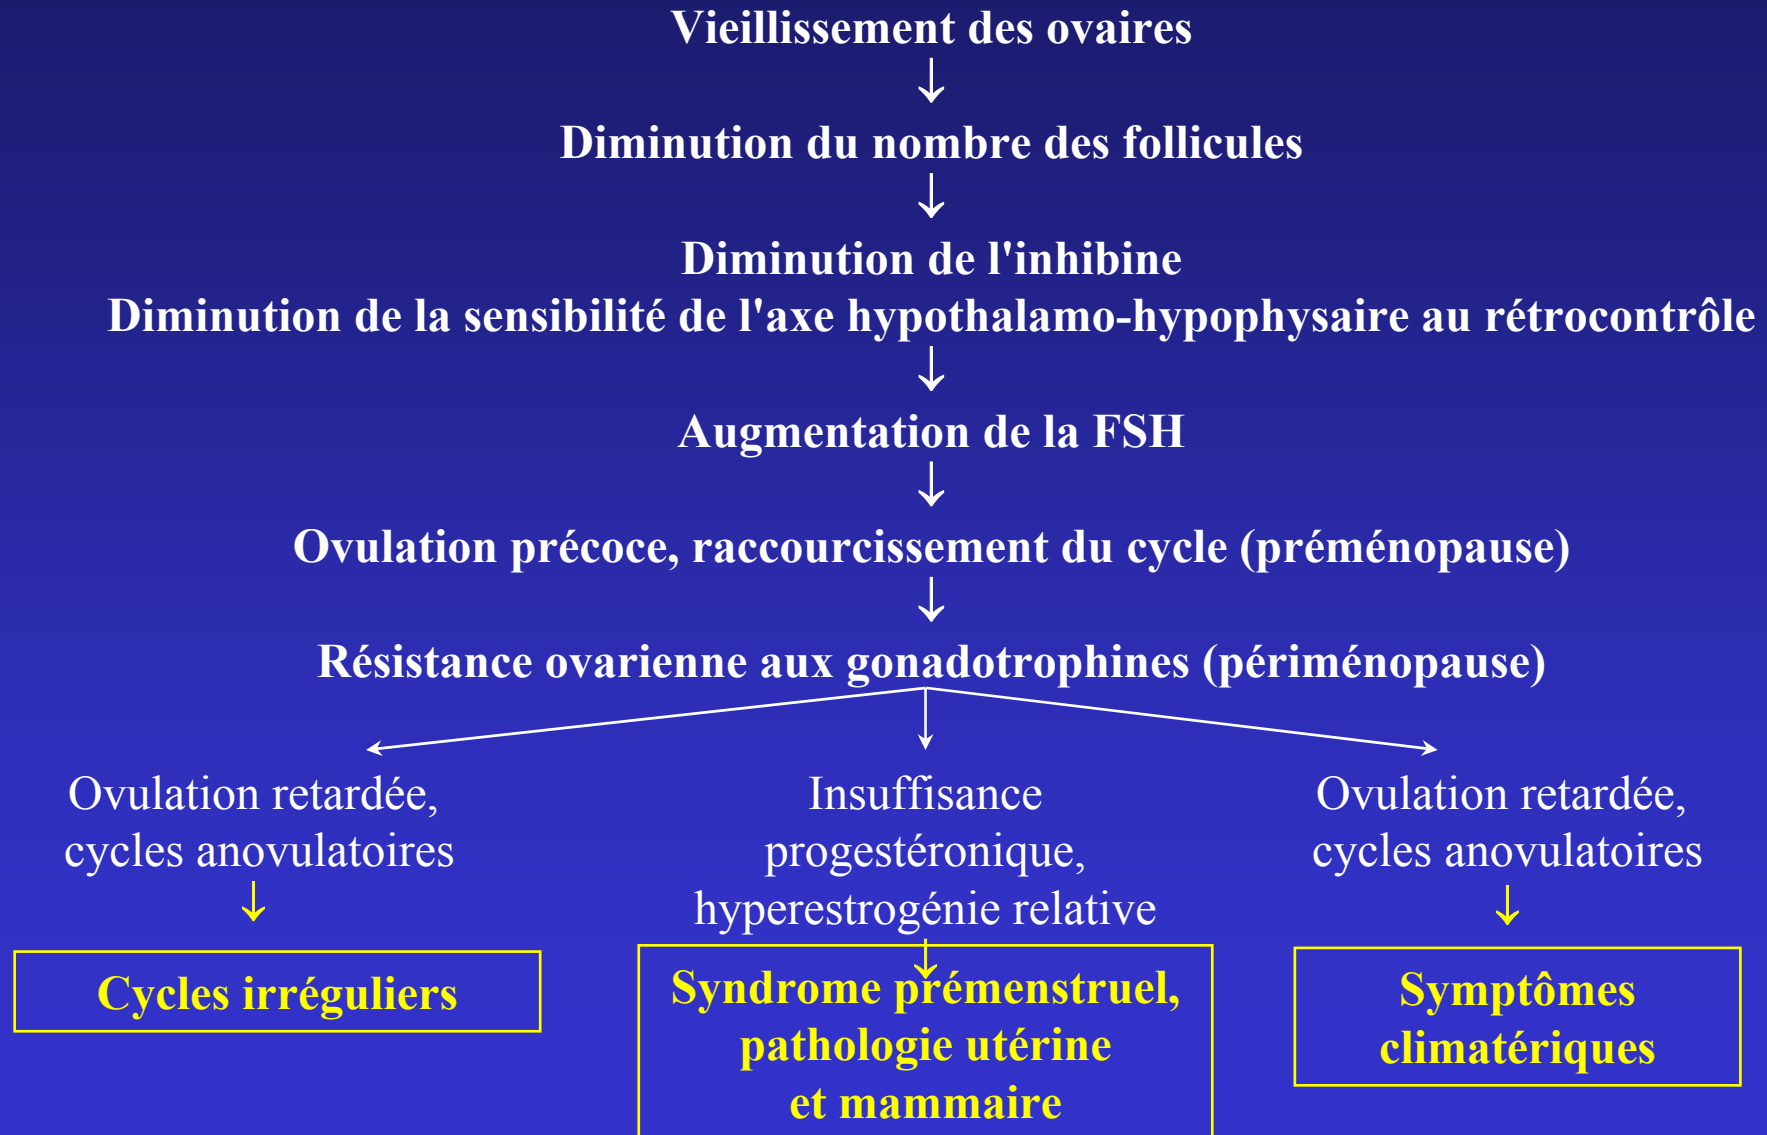 Vieillissement des ovaires
↓
Diminution du nombre des follicules
↓
Diminution de l'inhibine
Diminution de la sensibilité de l'axe hypothalamo-hypophysaire au rétrocontrôle
↓
Augmentation de la FSH
↓
Ovulation précoce, raccourcissement du cycle (préménopause)
↓
Résistance ovarienne aux gonadotrophines (périménopause)
Ovulation retardée,
cycles anovulatoires
↓
Cycles irréguliers
Insuffisance
progestéronique,
hyperestrogénie relative
↓
Syndrome prémenstruel,
pathologie utérine
et mammaire
Ovulation retardée,
cycles anovulatoires
↓
Symptômes
climatériques